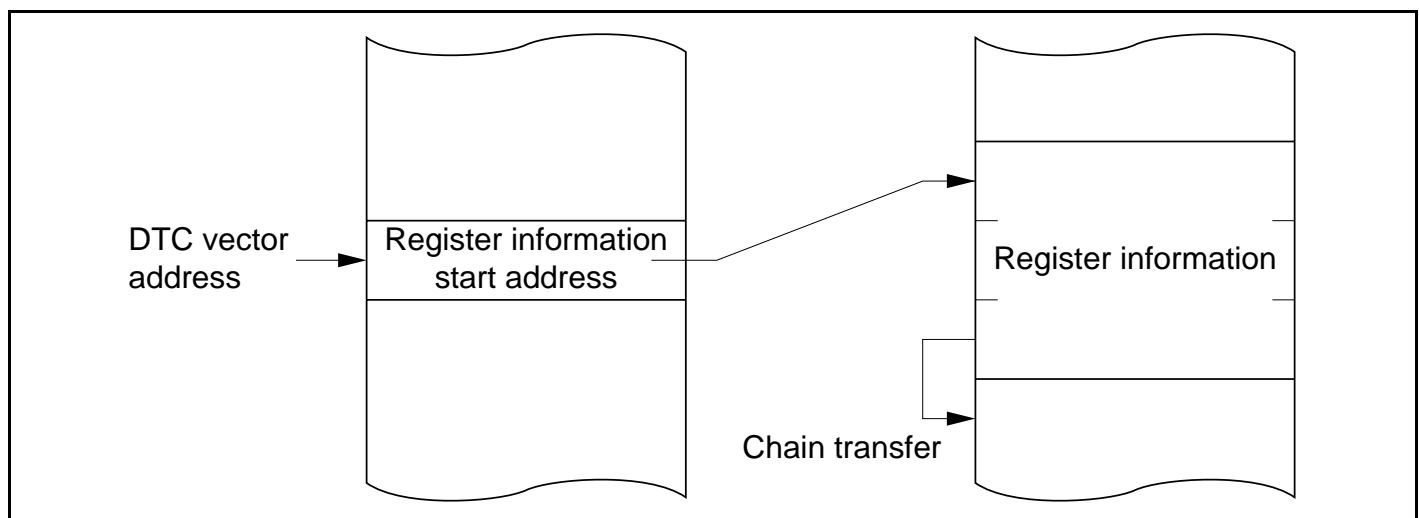 DTC vector
address
Register information
start address
Register information
Chain transfer